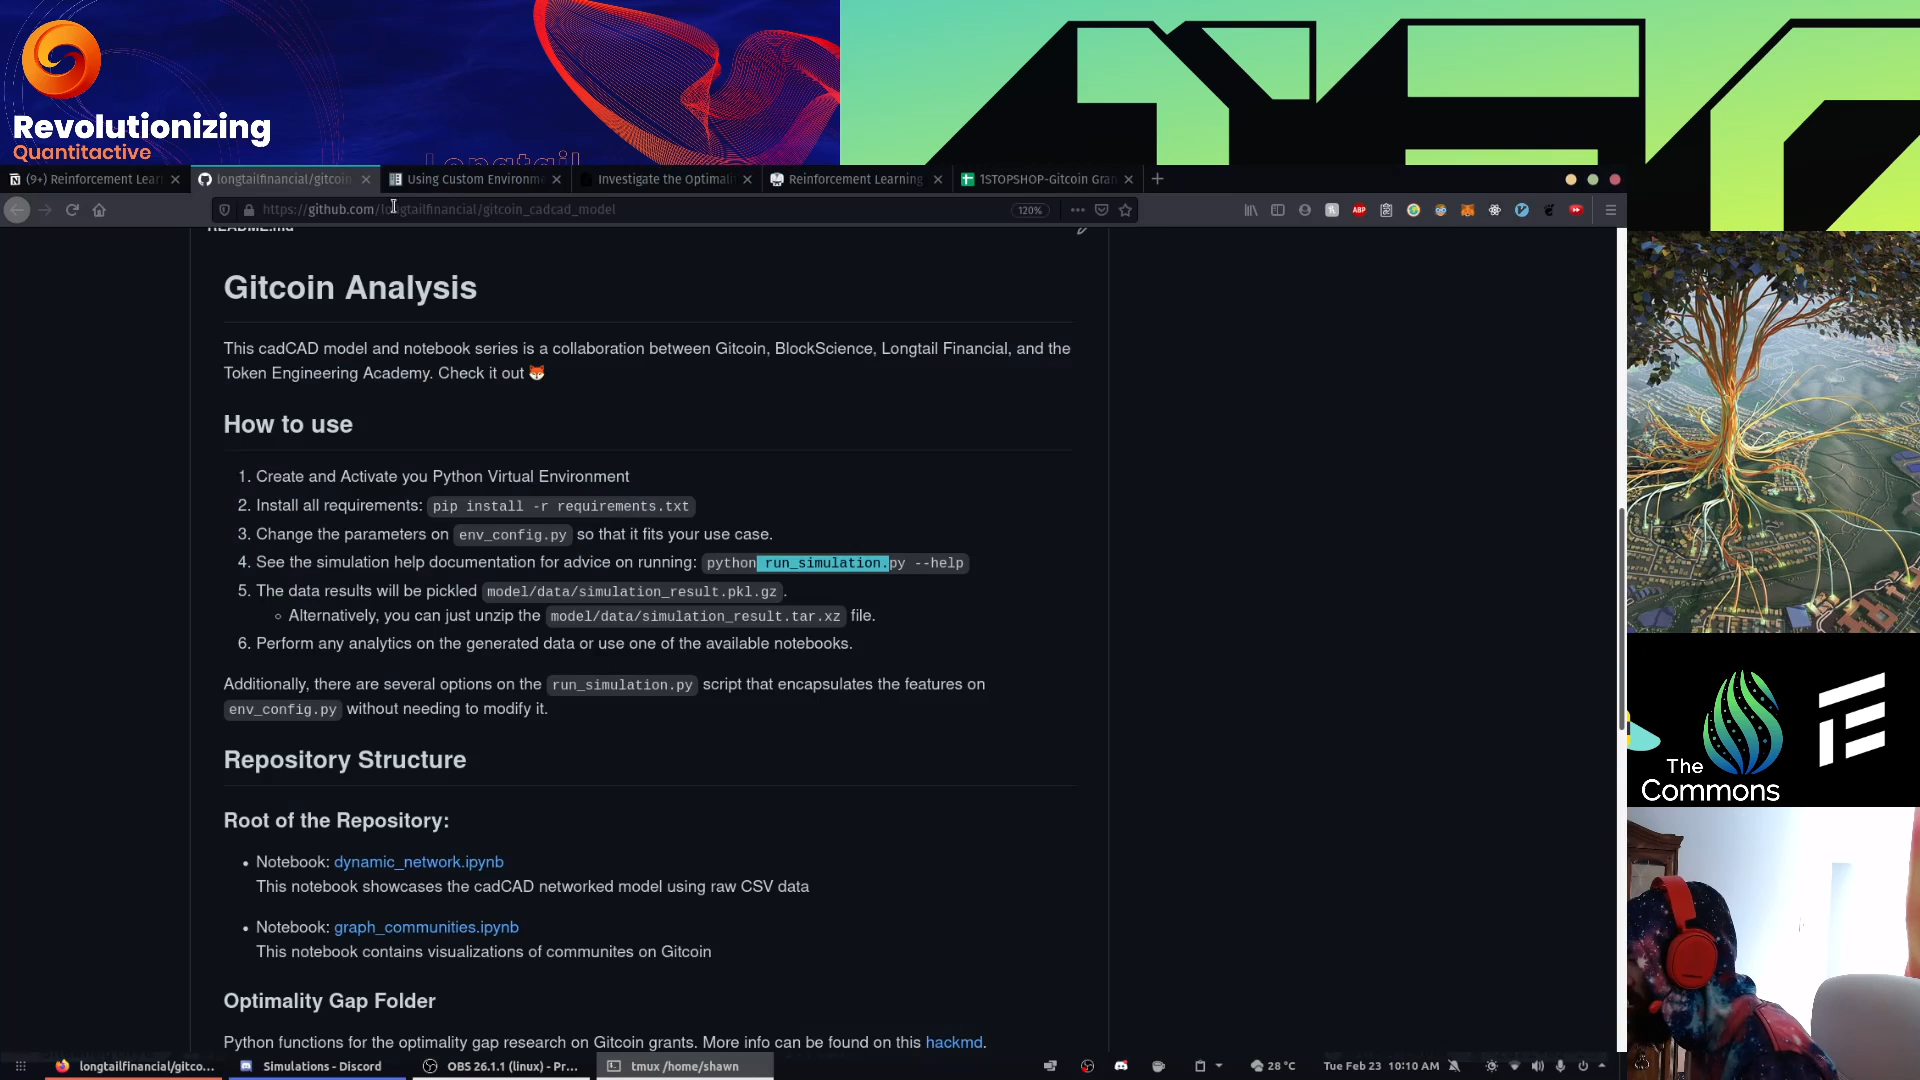 Revolutionizing
Quantitactive
Longtail
(9+) Reinforcement Lear
longtailfinancial/gitcoin
Using Custom Environme
Investigate the Optimali
Reinforcement Learning
1STOPSHOP-Gitcoin Gran
https://github.com/longtailfinancial/gitcoin_cadcad_model
120%
README.md
Gitcoin Analysis
This cadCAD model and notebook series is a collaboration between Gitcoin, BlockScience, Longtail Financial, and the
Token Engineering Academy. Check it out 🦊
How to use
1. Create and Activate you Python Virtual Environment
2. Install all requirements: pip install -r requirements.txt
3. Change the parameters on env_config.py so that it fits your use case.
4. See the simulation help documentation for advice on running: python run_simulation.py --help
5. The data results will be pickled model/data/simulation_result.pkl.gz.
Alternatively, you can just unzip the model/data/simulation_result.tar.xz file.
6. Perform any analytics on the generated data or use one of the available notebooks.
Additionally, there are several options on the run_simulation.py script that encapsulates the features on
env_config.py without needing to modify it.
Repository Structure
Root of the Repository:
Notebook: dynamic_network.ipynb
This notebook showcases the cadCAD networked model using raw CSV data
Notebook: graph_communities.ipynb
This notebook contains visualizations of communites on Gitcoin
Optimality Gap Folder
Python functions for the optimality gap research on Gitcoin grants. More info can be found on this hackmd.
The
Commons
longtailfinancial/gitco...
Simulations - Discord
OBS 26.1.1 (linux) - Pr...
tmux /home/shawn
28 °C
Tue Feb 23
10:10 AM